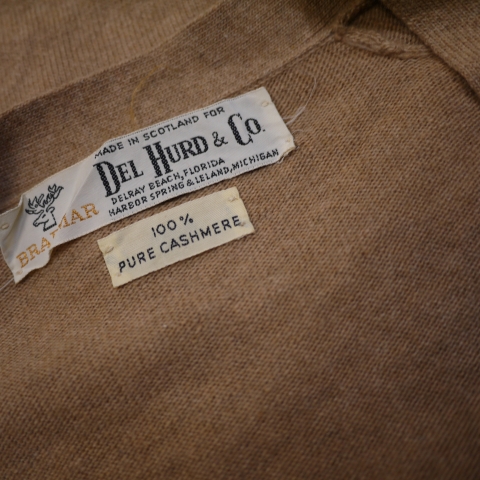 MADE IN SCOTLAND FOR
DEL HURD & CO.
DELRAY BEACH, FLORIDA
HARBOR SPRING & LELAND, MICHIGAN
BRAEMAR
100%
PURE CASHMERE